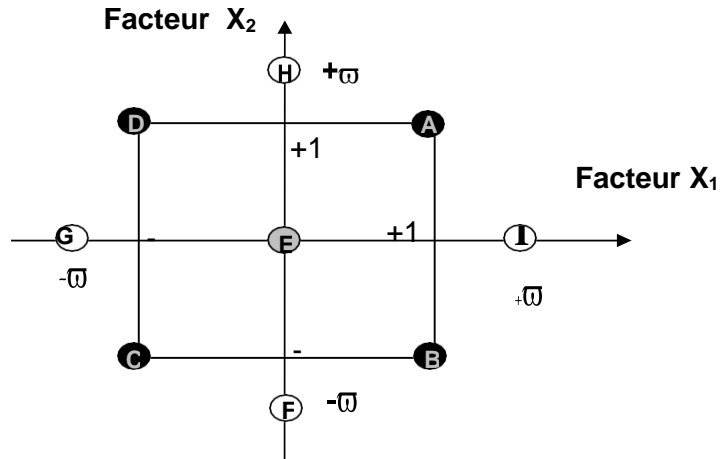 Facteur X₂
H +ϖ
D A
+1
Facteur X₁
G - E +1 I
-ϖ +ϖ
C - B
F -ϖ